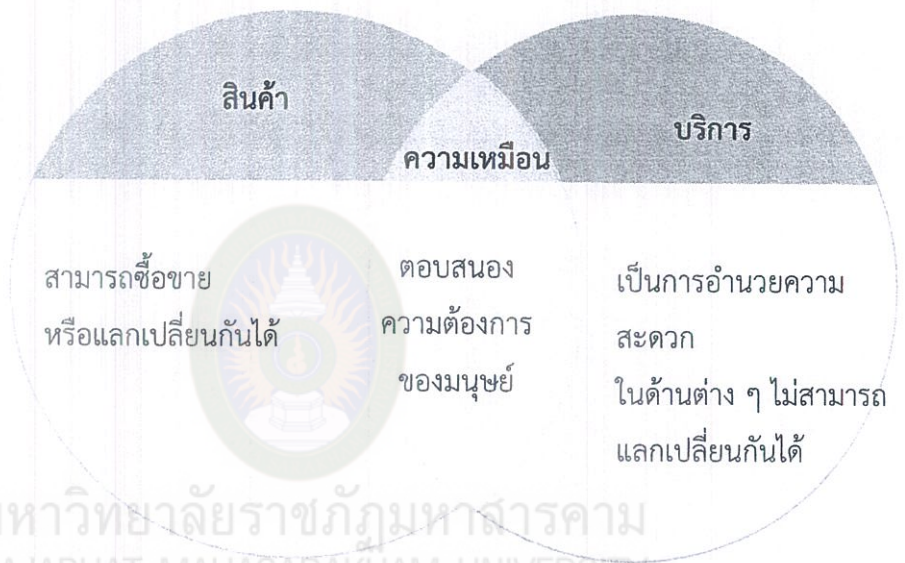 สินค้า
ความเหมือน
บริการ
สามารถซื้อขาย
หรือแลกเปลี่ยนกันได้
ตอบสนอง
ความต้องการ
ของมนุษย์
เป็นการอำนวยความ
สะดวก
ในด้านต่าง ๆ ไม่สามารถ
แลกเปลี่ยนกันได้
มหาวิทยาลัยราชภัฏมหาสารคาม
RAJABHAT MAHASARAKHAM UNIVERSITY